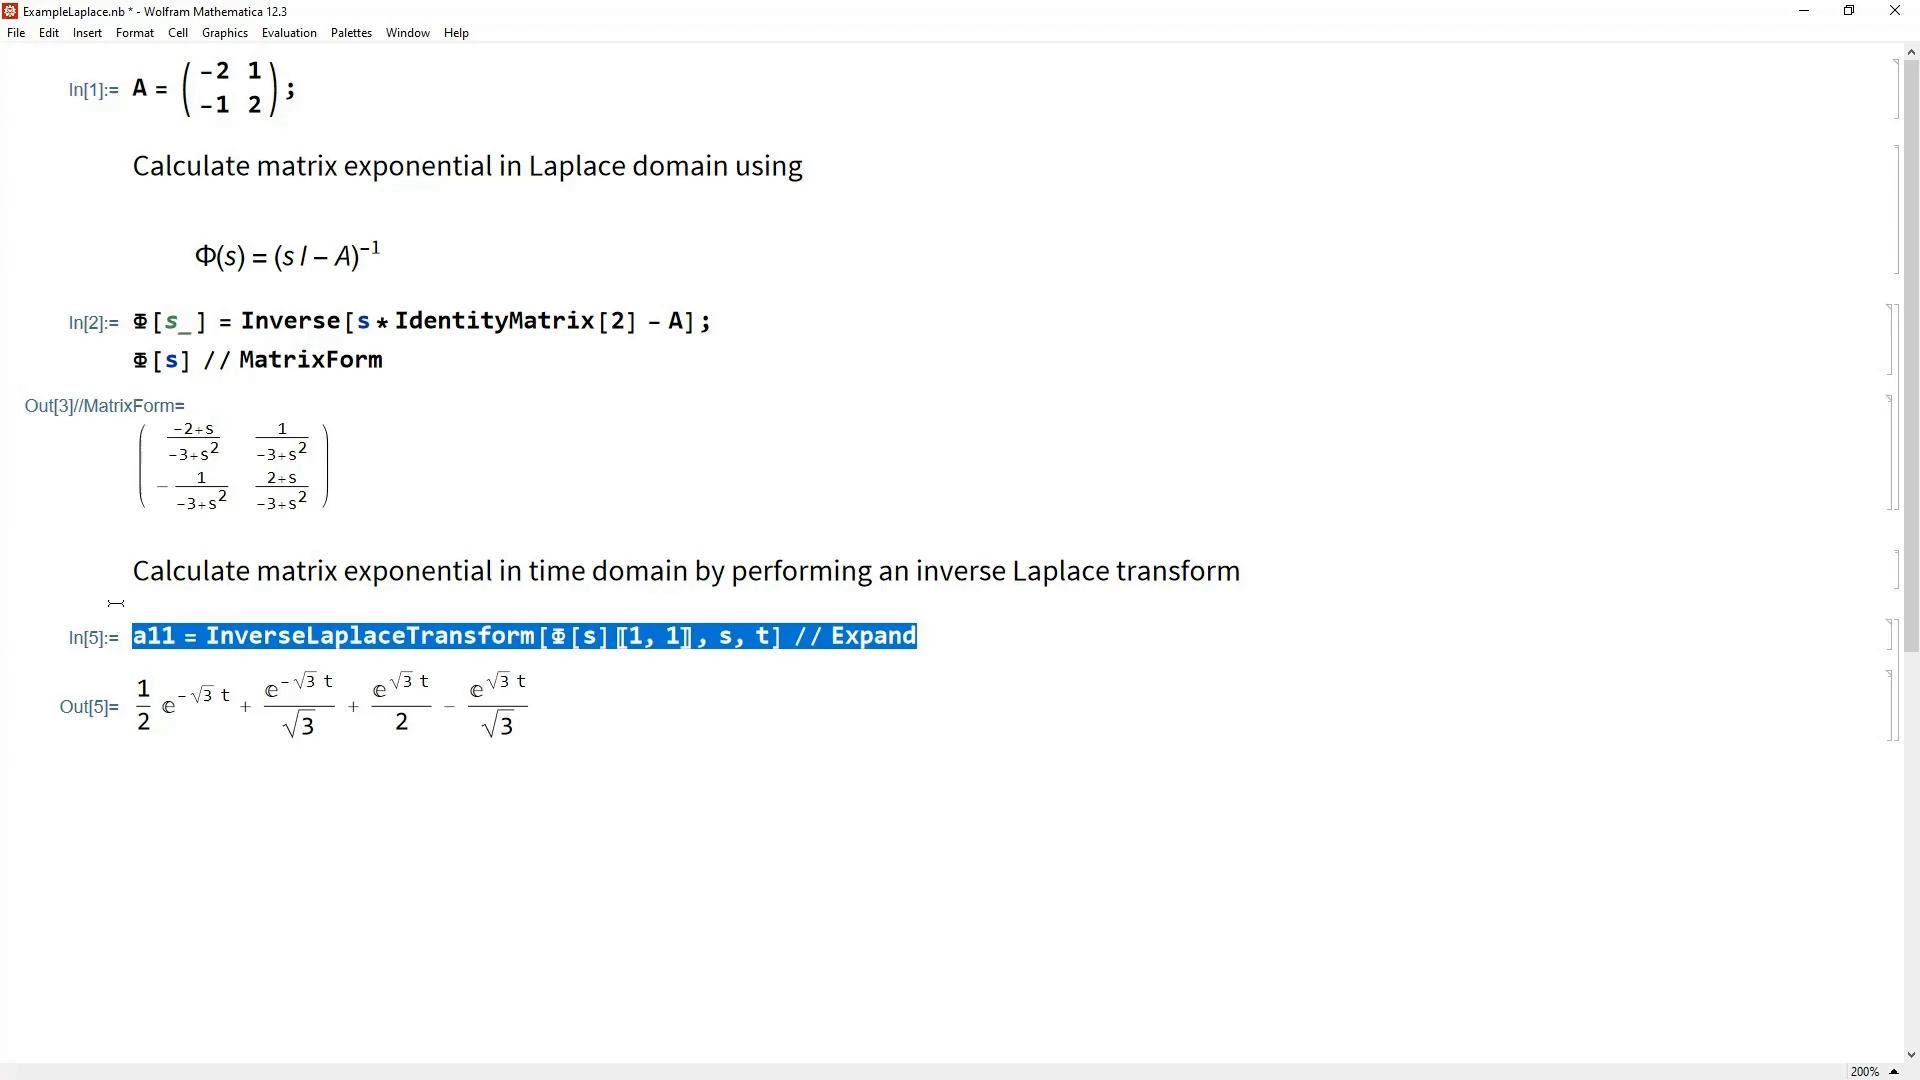 ExampleLaplace.nb * - Wolfram Mathematica 12.3
File Edit Insert Format Cell Graphics Evaluation Palettes Window Help
In[1]:= A = (-2 1
-1 2);
Calculate matrix exponential in Laplace domain using
Φ(s) = (s I – A)⁻¹
In[2]:= Φ[s_] = Inverse[s * IdentityMatrix[2] - A];
Φ[s] // MatrixForm
Out[3]//MatrixForm=
(-2+s)/(-3+s²) 1/(-3+s²)
-1/(-3+s²) (2+s)/(-3+s²)
Calculate matrix exponential in time domain by performing an inverse Laplace transform
In[5]:= a11 = InverseLaplaceTransform[Φ[s]〚1, 1〛, s, t] // Expand
Out[5]= 1/2 ⅇ^(-√3 t) + ⅇ^(-√3 t)/√3 + ⅇ^(√3 t)/2 - ⅇ^(√3 t)/√3
200%